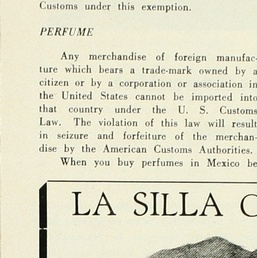 Customs under this exemption.
PERFUME
Any merchandise of foreign manufac-
ture which bears a trade-mark owned by a
citizen or by a corporation or association in
the United States cannot be imported into
that country under the U. S. Customs
Law. The violation of this law will result
in seizure and forfeiture of the merchan-
dise by the American Customs Authorities.
When you buy perfumes in Mexico be
LA SILLA